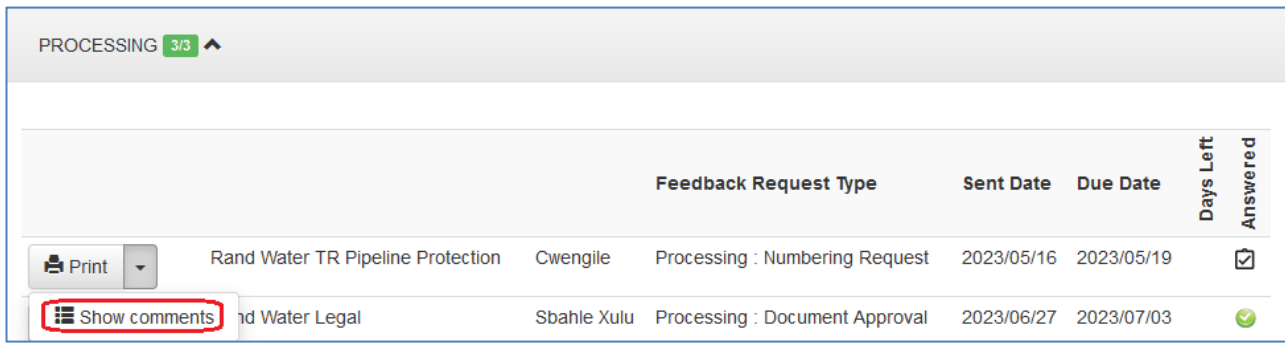 PROCESSING 3/3
Feedback Request Type Sent Date Due Date Days Left Answered
Print Rand Water TR Pipeline Protection Cwengile Processing : Numbering Request 2023/05/16 2023/05/19
Show comments nd Water Legal Sbahle Xulu Processing : Document Approval 2023/06/27 2023/07/03